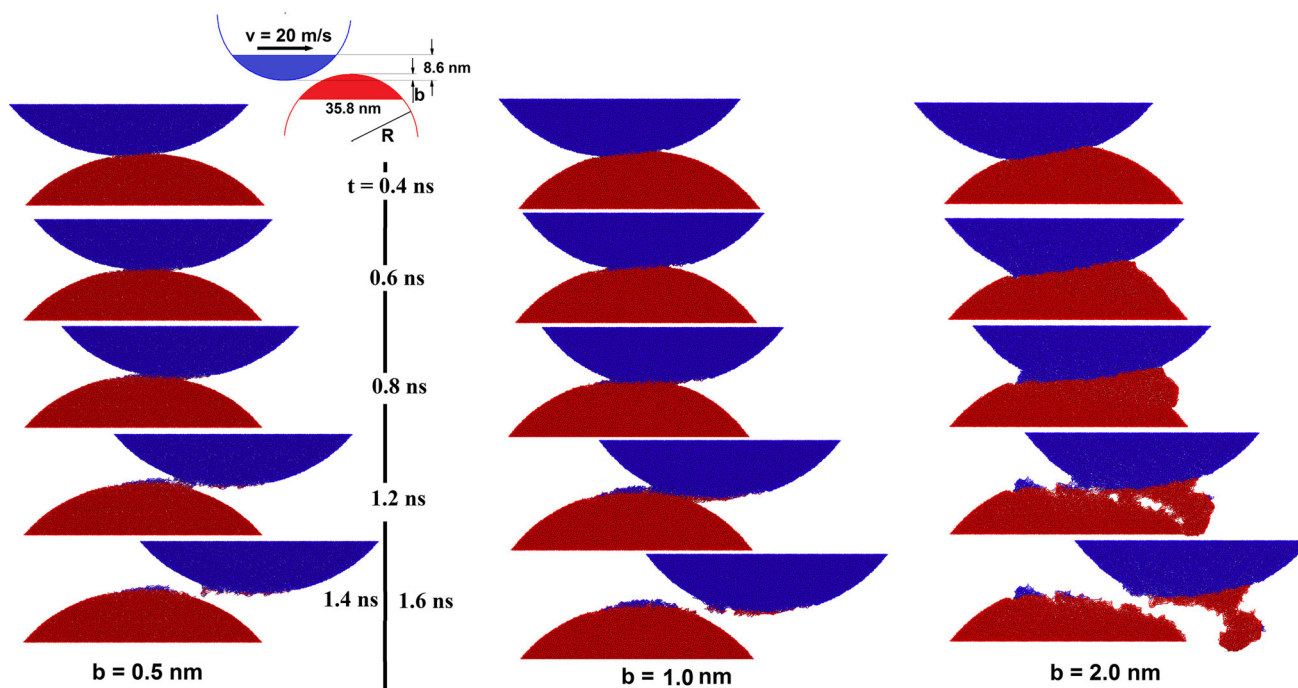 v = 20 m/s
8.6 nm
b
35.8 nm
R
t = 0.4 ns
0.6 ns
0.8 ns
1.2 ns
1.4 ns 1.6 ns
b = 0.5 nm b = 1.0 nm b = 2.0 nm